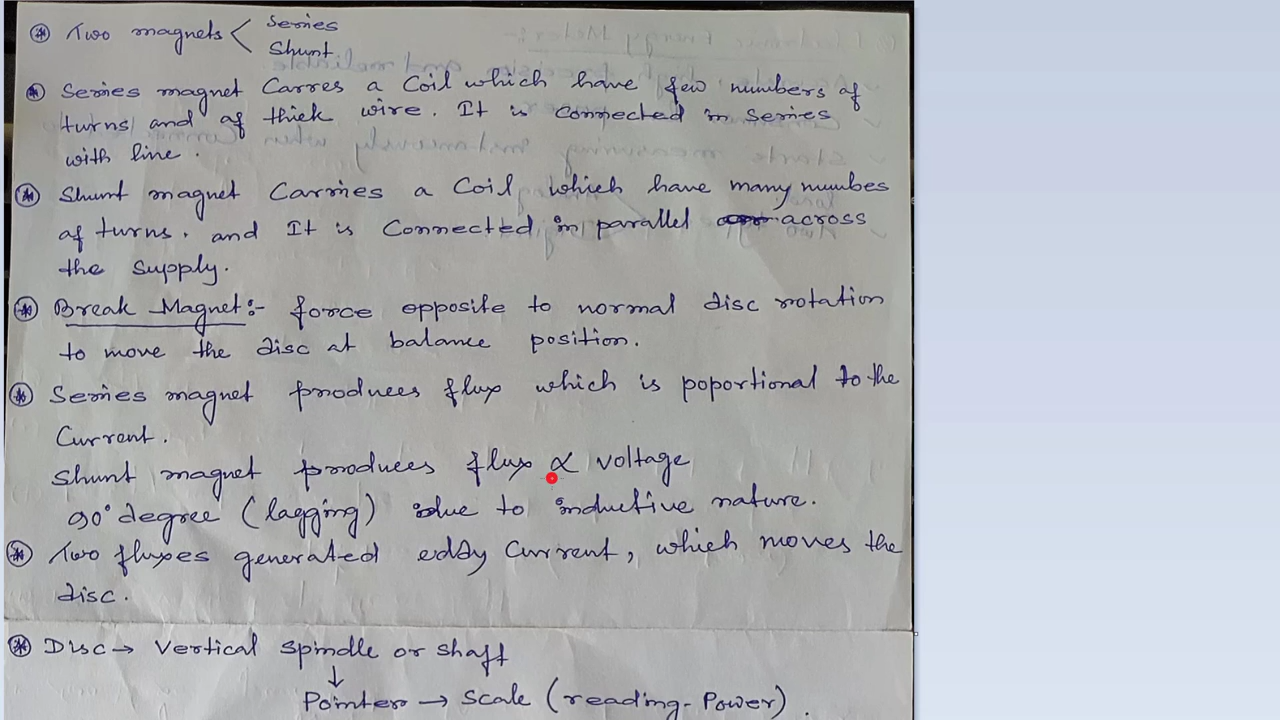 Two magnets < Series
Shunt
Series magnet Carres a Coil which have few numbers of
turns and of thick wire. It is connected in series
with line.
Shunt magnet Carries a Coil which have many numbes
of turns. and It is Connected in parallel across
the supply.
Break Magnet:- force opposite to normal disc rotation
to move the disc at balance position.
Series magnet produces flux which is poportional to the
Current.
Shunt magnet produces flux ∝ voltage
90° degree (lagging) due to inductive nature.
Two fluxes generated eddy Current, which moves the
disc.
Disc → Vertical spindle or shaft
↓
Pointer → Scale (reading-Power).